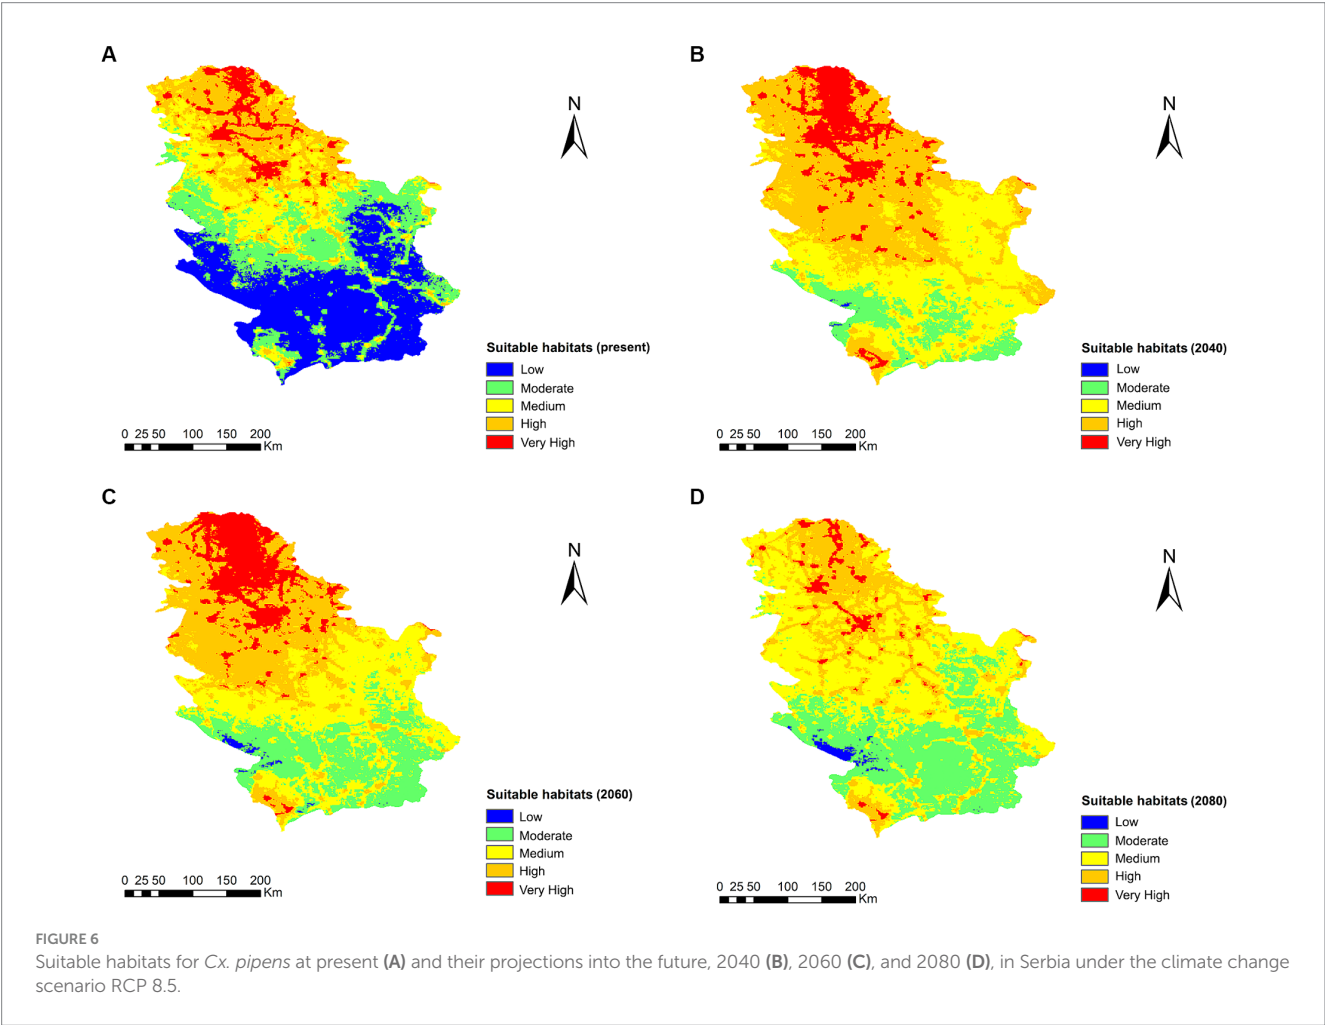 A
N
Suitable habitats (present)
Low
Moderate
Medium
High
Very High
0 25 50 100 150 200
Km
B
N
Suitable habitats (2040)
Low
Moderate
Medium
High
Very High
0 25 50 100 150 200
Km
C
N
Suitable habitats (2060)
Low
Moderate
Medium
High
Very High
0 25 50 100 150 200
Km
D
N
Suitable habitats (2080)
Low
Moderate
Medium
High
Very High
0 25 50 100 150 200
Km
FIGURE 6
Suitable habitats for Cx. pipens at present (A) and their projections into the future, 2040 (B), 2060 (C), and 2080 (D), in Serbia under the climate change
scenario RCP 8.5.